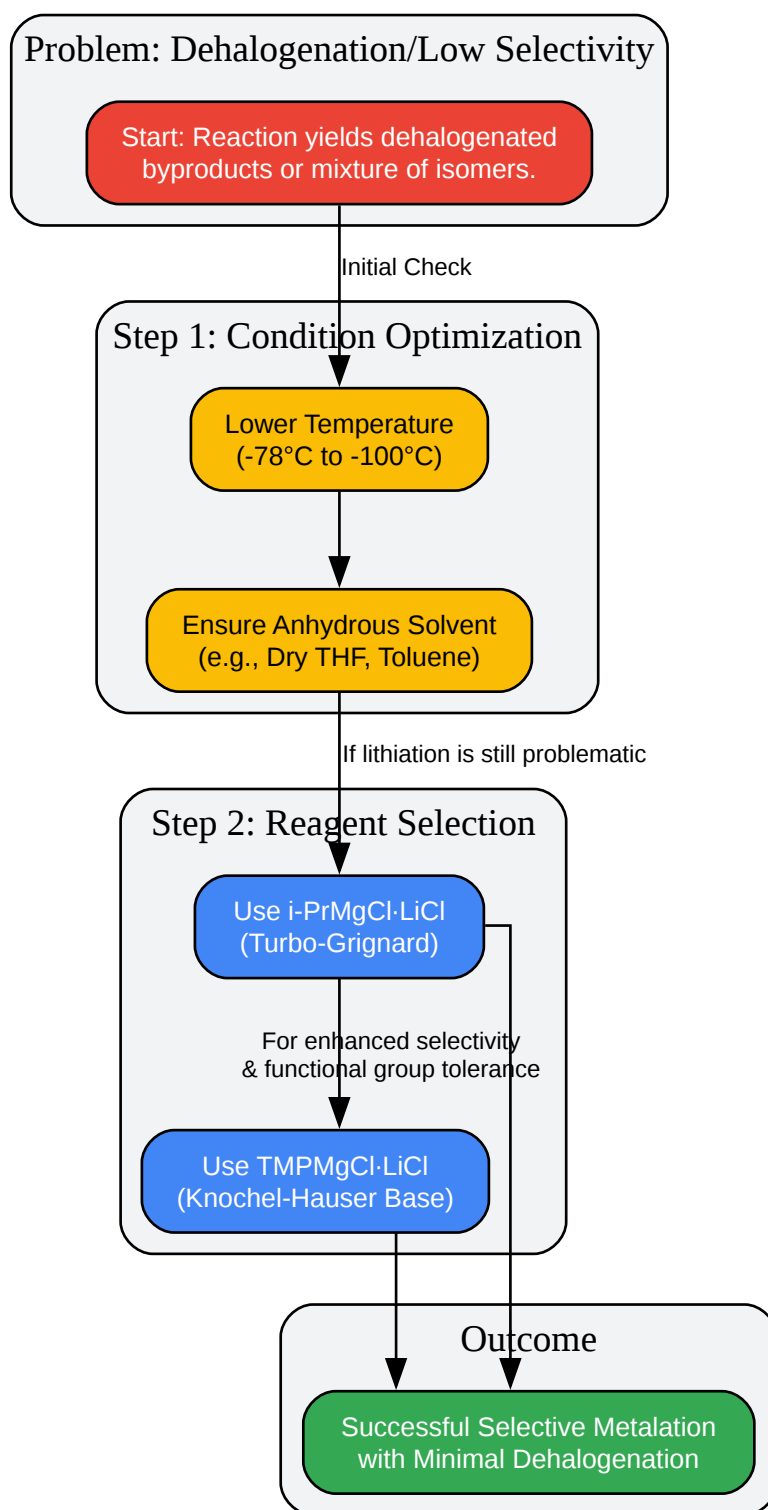 Problem: Dehalogenation/Low Selectivity
Start: Reaction yields dehalogenated
byproducts or mixture of isomers.
Initial Check
Step 1: Condition Optimization
Lower Temperature
(-78°C to -100°C)
Ensure Anhydrous Solvent
(e.g., Dry THF, Toluene)
If lithiation is still problematic
Step 2: Reagent Selection
Use i-PrMgCl·LiCl
(Turbo-Grignard)
For enhanced selectivity
& functional group tolerance
Use TMPMgCl·LiCl
(Knochel-Hauser Base)
Outcome
Successful Selective Metalation
with Minimal Dehalogenation